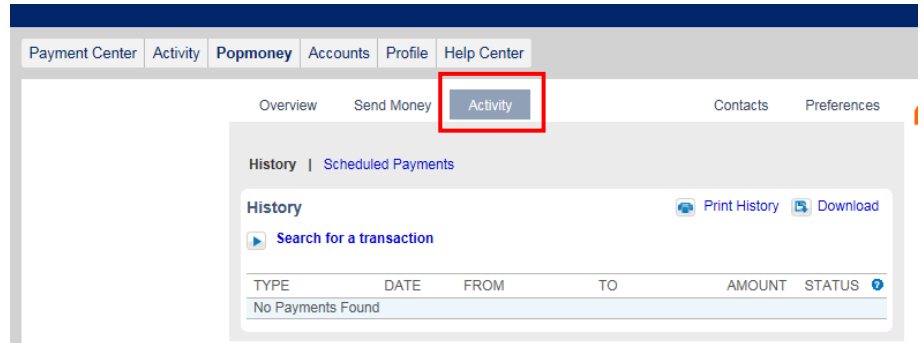 Payment Center Activity Popmoney Accounts Profile Help Center
Overview Send Money Activity Contacts Preferences
History | Scheduled Payments
History Print History Download
Search for a transaction
TYPE DATE FROM TO AMOUNT STATUS ?
No Payments Found